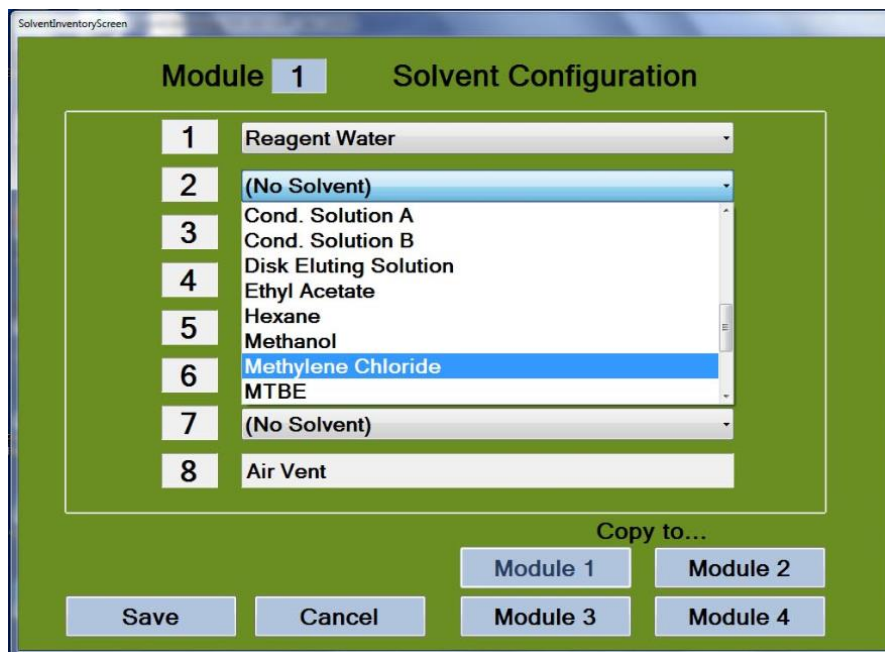 SolventInventoryScreen
Module 1 Solvent Configuration
1 Reagent Water
2 (No Solvent)
Cond. Solution A
3 Cond. Solution B
Disk Eluting Solution
4 Ethyl Acetate
Hexane
5 Methanol
6 Methylene Chloride
MTBE
7 (No Solvent)
8 Air Vent
Copy to...
Module 1 Module 2
Save Cancel Module 3 Module 4